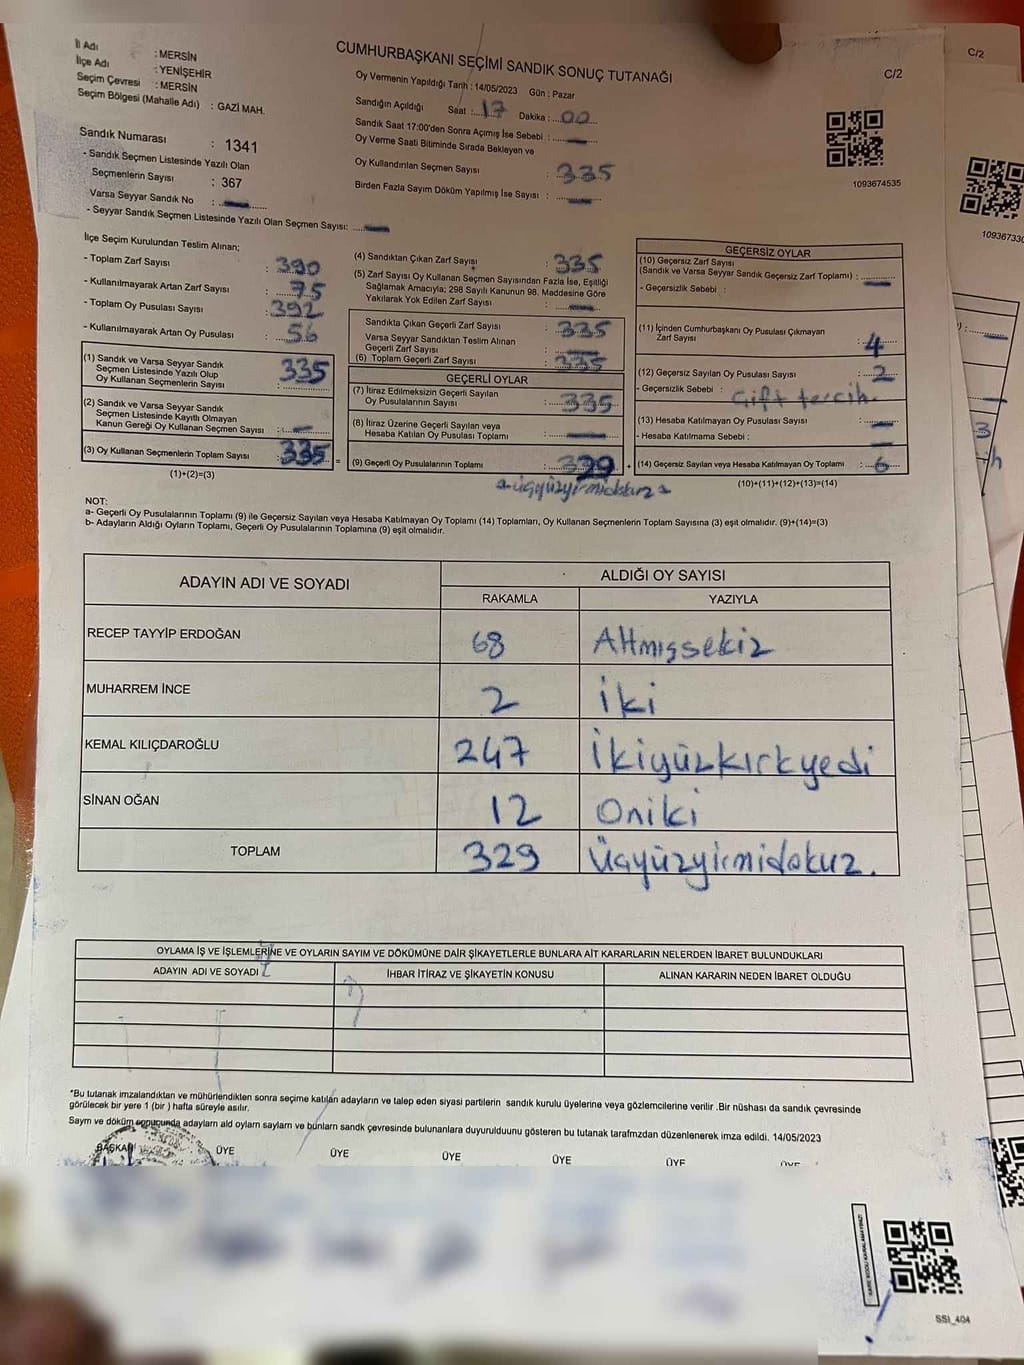 İl Adı : MERSİN
İlçe Adı : YENİŞEHİR
Seçim Çevresi : MERSİN
Seçim Bölgesi (Mahalle Adı) : GAZİ MAH.
CUMHURBAŞKANI SEÇİMİ SANDIK SONUÇ TUTANAĞI
C/2
C/2
Oy Vermenin Yapıldığı Tarih : 14/05/2023 Gün : Pazar
Sandığın Açıldığı Saat : 17 Dakika : 00
Sandık Saat 17:00'den Sonra Açımış İse Sebebi :
Oy Verme Saati Bitiminde Sırada Bekleyen ve
Oy Kullandırılan Seçmen Sayısı : 335
Birden Fazla Sayım Döküm Yapılmış İse Sayısı :
1093674535
Sandık Numarası : 1341
- Sandık Seçmen Listesinde Yazılı Olan
Seçmenlerin Sayısı : 367
Varsa Seyyar Sandık No :
- Seyyar Sandık Seçmen Listesinde Yazılı Olan Seçmen Sayısı:
İlçe Seçim Kurulundan Teslim Alınan;
- Toplam Zarf Sayısı : 390
- Kullanılmayarak Artan Zarf Sayısı : 75
- Toplam Oy Pusulası Sayısı : 392
- Kullanılmayarak Artan Oy Pusulası : 56
(1) Sandık ve Varsa Seyyar Sandık
Seçmen Listesinde Yazılı Olup
Oy Kullanan Seçmenlerin Sayısı : 335
(2) Sandık ve Varsa Seyyar Sandık
Seçmen Listesinde Kayıtlı Olmayan
Kanun Gereği Oy Kullanan Seçmen Sayısı :
(3) Oy Kullanan Seçmenlerin Toplam Sayısı : 335
(1)+(2)=(3)
=
(4) Sandıktan Çıkan Zarf Sayısı : 335
(5) Zarf Sayısı Oy Kullanan Seçmen Sayısından Fazla İse, Eşitliği
Sağlamak Amacıyla; 298 Sayılı Kanunun 98. Maddesine Göre
Yakılarak Yok Edilen Zarf Sayısı :
Sandıkta Çıkan Geçerli Zarf Sayısı : 335
Varsa Seyyar Sandıktan Teslim Alınan
Geçerli Zarf Sayısı :
(6) Toplam Geçerli Zarf Sayısı : 335
GEÇERLİ OYLAR
(7) İtiraz Edilmeksizin Geçerli Sayılan
Oy Pusulalarının Sayısı : 335
(8) İtiraz Üzerine Geçerli Sayılan veya
Hesaba Katılan Oy Pusulası Toplamı :
(9) Geçerli Oy Pusulalarının Toplamı : 329
üçyüzyirmidokuz
+
GEÇERSİZ OYLAR
(10) Geçersiz Zarf Sayısı
(Sandık ve Varsa Seyyar Sandık Geçersiz Zarf Toplamı) :
- Geçersizlik Sebebi :
(11) İçinden Cumhurbaşkanı Oy Pusulası Çıkmayan
Zarf Sayısı : 4
(12) Geçersiz Sayılan Oy Pusulası Sayısı : 2
- Geçersizlik Sebebi : Çift tercih.
(13) Hesaba Katılmayan Oy Pusulası Sayısı :
- Hesaba Katılmama Sebebi :
(14) Geçersiz Sayılan veya Hesaba Katılmayan Oy Toplamı : 6
(10)+(11)+(12)+(13)=(14)
NOT:
a- Geçerli Oy Pusulalarının Toplamı (9) ile Geçersiz Sayılan veya Hesaba Katılmayan Oy Toplamı (14) Toplamları, Oy Kullanan Seçmenlerin Toplam Sayısına (3) eşit olmalıdır. (9)+(14)=(3)
b- Adayların Aldığı Oyların Toplamı, Geçerli Oy Pusulalarının Toplamına (9) eşit olmalıdır.
ADAYIN ADI VE SOYADI
ALDIĞI OY SAYISI
RAKAMLA YAZIYLA
RECEP TAYYİP ERDOĞAN 68 Altmışsekiz
MUHARREM İNCE 2 İki
KEMAL KILIÇDAROĞLU 247 İkiyüzkırkyedi
SİNAN OĞAN 12 Oniki
TOPLAM 329 Üçyüzyirmidokuz.
OYLAMA İŞ VE İŞLEMLERİNE VE OYLARIN SAYIM VE DÖKÜMÜNE DAİR ŞİKAYETLERLE BUNLARA AİT KARARLARIN NELERDEN İBARET BULUNDUKLARI
ADAYIN ADI VE SOYADI İHBAR İTİRAZ VE ŞİKAYETİN KONUSU ALINAN KARARIN NEDEN İBARET OLDUĞU
*Bu tutanak imzalandıktan ve mühürlendikten sonra seçime katılan adayların ve talep eden siyasi partilerin sandık kurulu üyelerine veya gözlemcilerine verilir .Bir nüshası da sandık çevresinde
görülecek bir yere 1 (bir ) hafta süreyle asılır.
Sayım ve döküm sonucunda adayların aldı oyların sayları ve bunların sandk çevresinde bulunanlara duyuruldduunu gösteren bu tutanak tarafmzdan düzenlenerek imza edildi. 14/05/2023
BAŞKAN ÜYE ÜYE ÜYE ÜYE ÜYE ÜYE
SSI_404